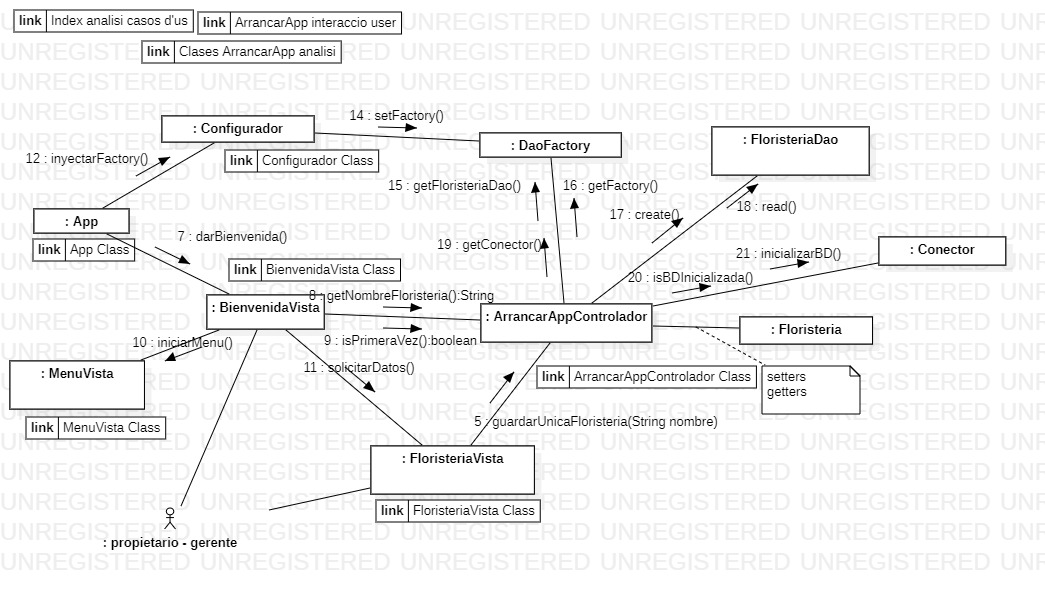 link Index analisi casos d'us
link ArrancarApp interaccio user
link Clases ArrancarApp analisi
: Configurador
14 : setFactory()
: DaoFactory
: FloristeriaDao
12 : inyectarFactory()
link Configurador Class
15 : getFloristeriaDao()
16 : getFactory()
17 : create()
18 : read()
: App
link App Class
7 : darBienvenida()
19 : getConector()
21 : inicializarBD()
: Conector
link BienvenidaVista Class
20 : isBDInicializada()
8 : getNombreFloristeria():String
: BienvenidaVista
: ArrancarAppControlador
: Floristeria
10 : iniciarMenu()
9 : isPrimeraVez():boolean
11 : solicitarDatos()
: MenuVista
link ArrancarAppControlador Class
setters
getters
link MenuVista Class
5 : guardarUnicaFloristeria(String nombre)
: FloristeriaVista
link FloristeriaVista Class
: propietario - gerente
UNREGISTERED